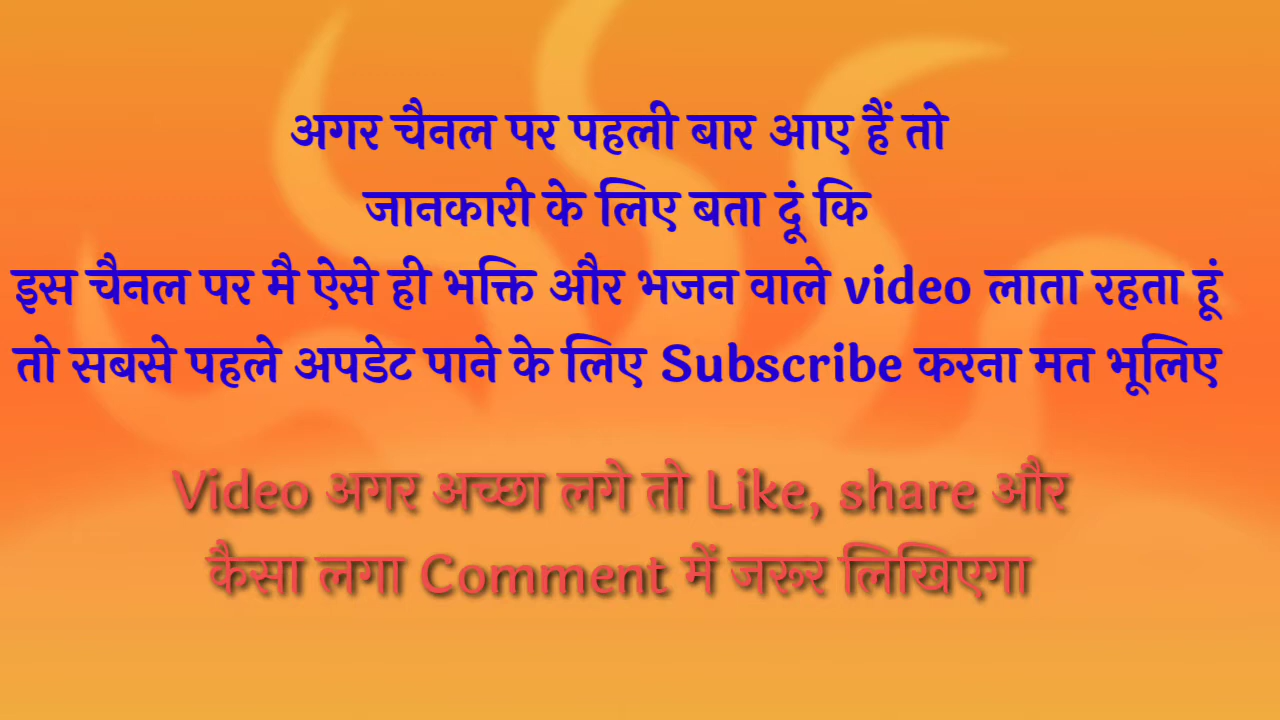 अगर चैनल पर पहली बार आए हैं तो
जानकारी के लिए बता दूं कि
इस चैनल पर मै ऐसे ही भक्ति और भजन वाले video लाता रहता हूं
तो सबसे पहले अपडेट पाने के लिए Subscribe करना मत भूलिए
Video अगर अच्छा लगे तो Like, share और
कैसा लगा Comment में जरूर लिखिएगा